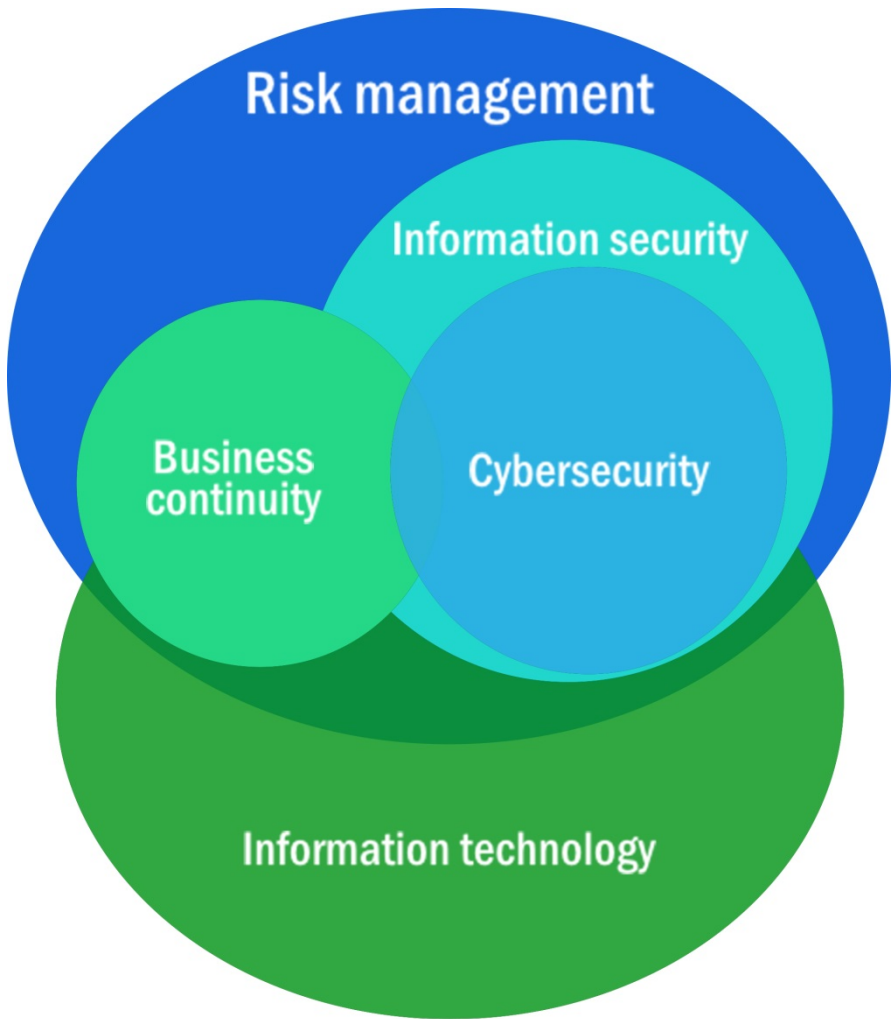 Risk management
Information security
Business
continuity
Cybersecurity
Information technology